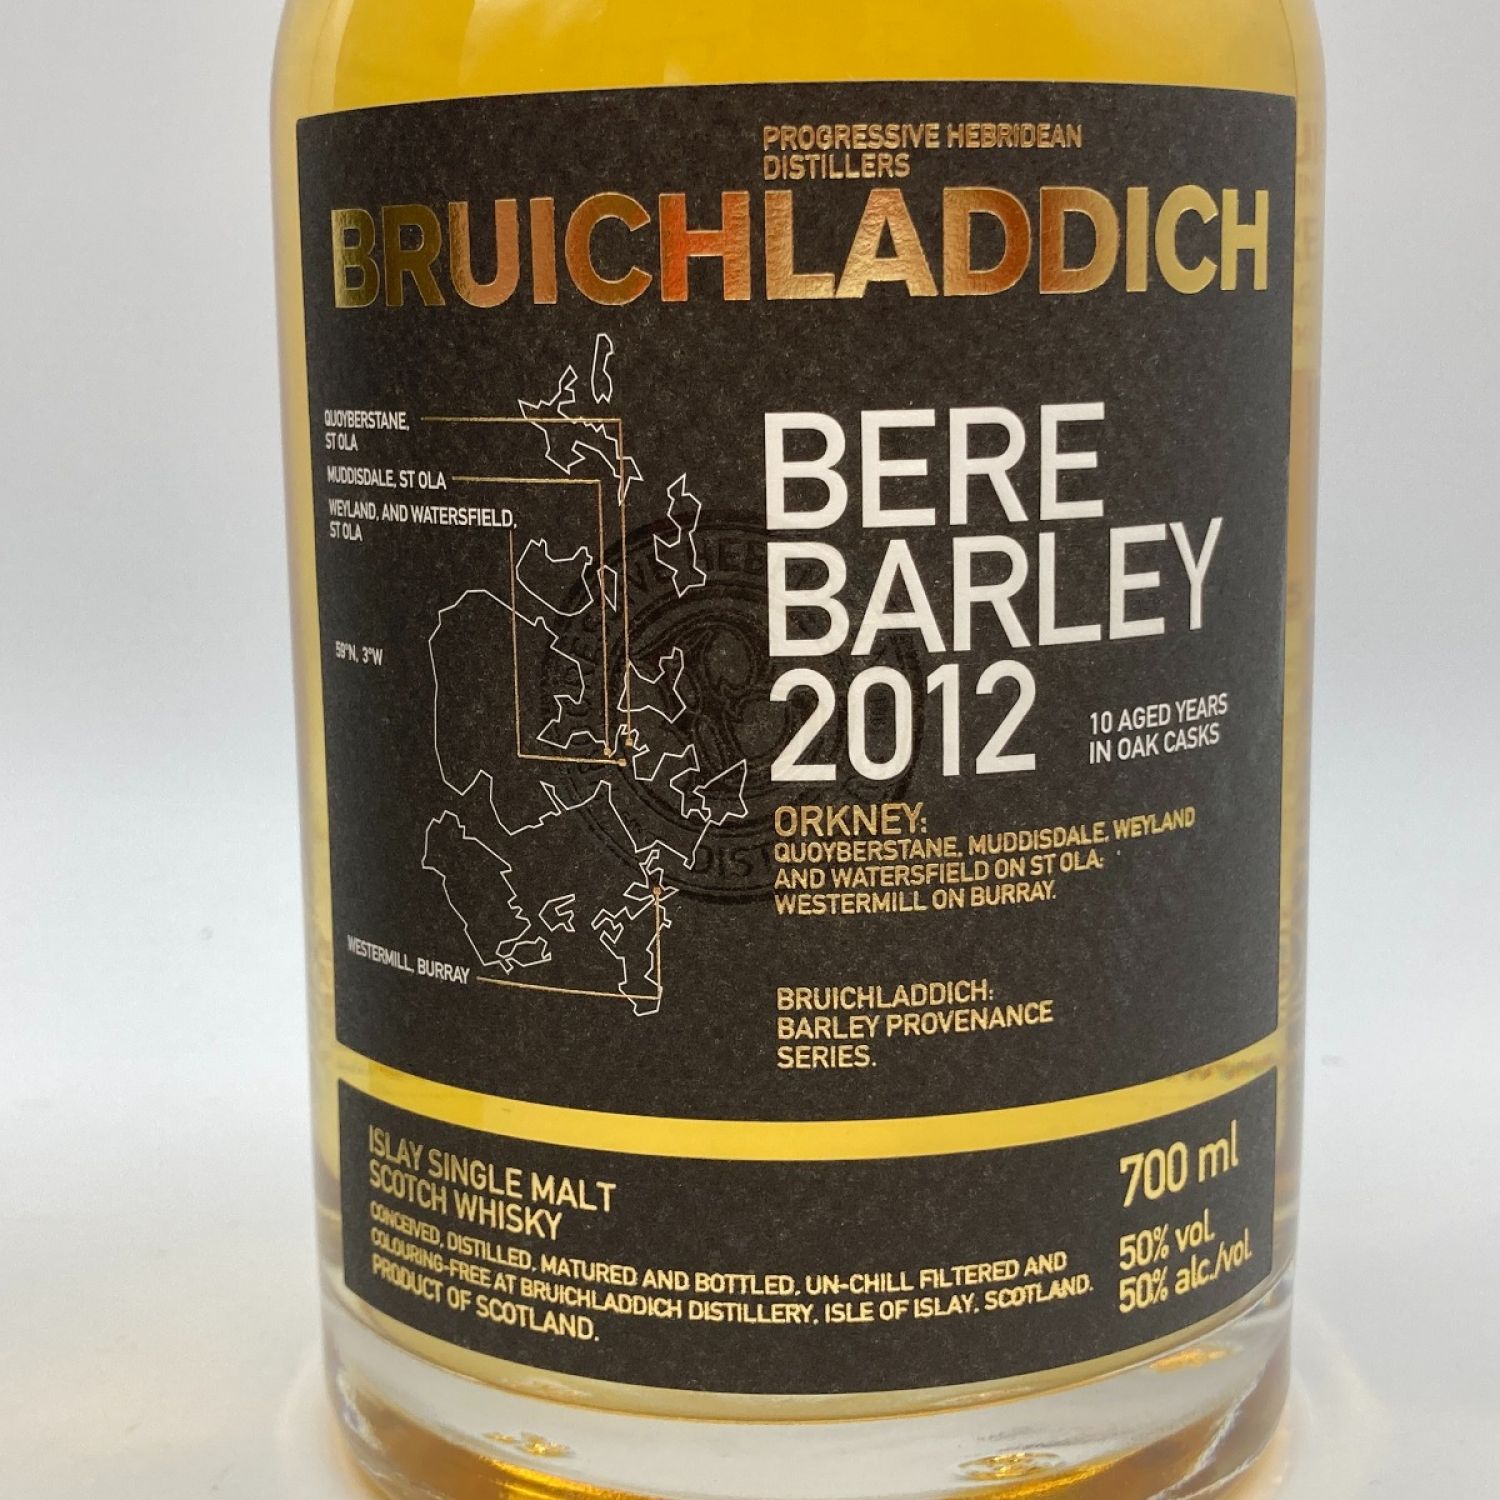 PROGRESSIVE HEBRIDEAN
DISTILLERS
BRUICHLADDICH
QUOYBERSTANE,
ST OLA
MUDDISDALE, ST OLA
WEYLAND, AND WATERSFIELD,
ST OLA
59°N, 3°W
WESTERMILL, BURRAY
BERE
BARLEY
2012
10 AGED YEARS
IN OAK CASKS
ORKNEY:
QUOYBERSTANE, MUDDISDALE, WEYLAND
AND WATERSFIELD ON ST OLA;
WESTERMILL ON BURRAY.
BRUICHLADDICH:
BARLEY PROVENANCE
SERIES.
ISLAY SINGLE MALT
SCOTCH WHISKY
CONCEIVED, DISTILLED, MATURED AND BOTTLED, UN-CHILL FILTERED AND
COLOURING-FREE AT BRUICHLADDICH DISTILLERY, ISLE OF ISLAY, SCOTLAND.
PRODUCT OF SCOTLAND.
700 ml
50% vol.
50% alc./vol.